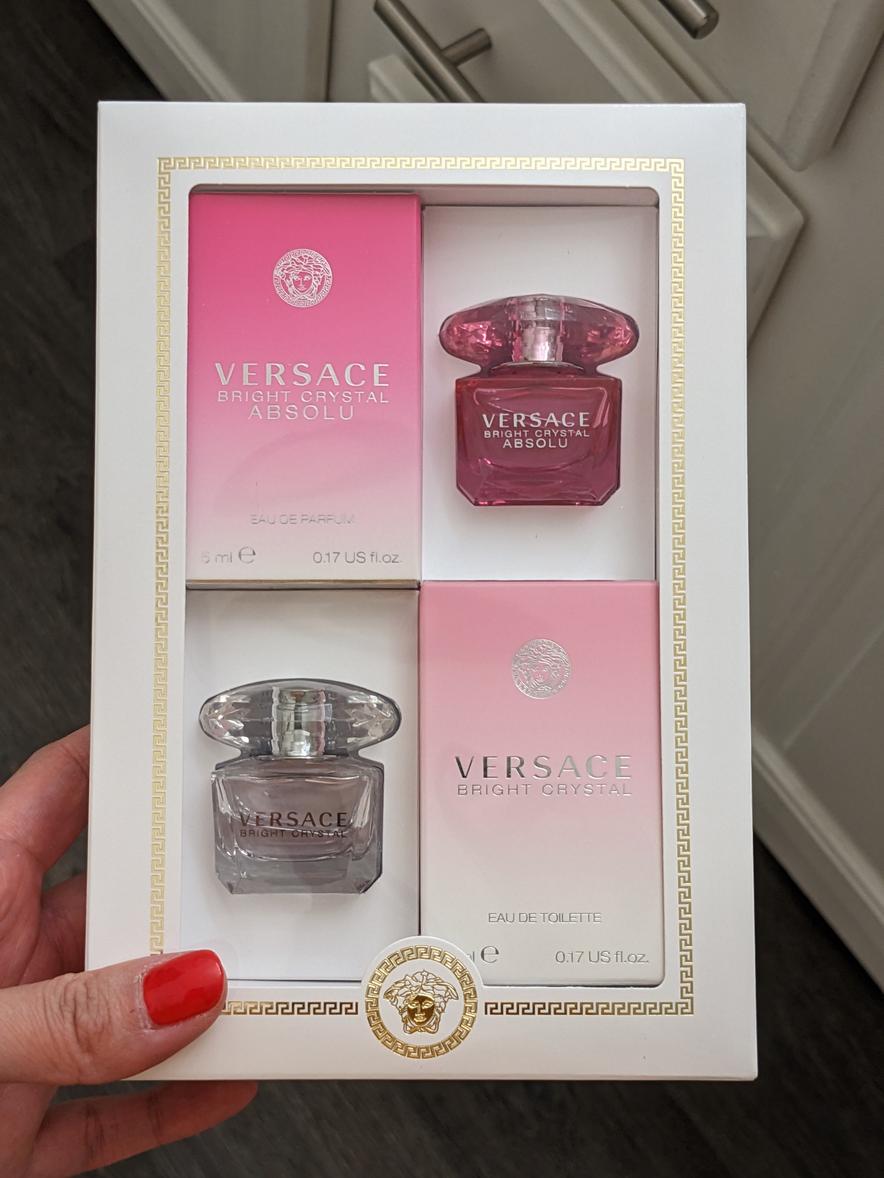 VERSACE
BRIGHT CRYSTAL
ABSOLU
EAU DE PARFUM
5 ml e 0.17 US fl.oz.
VERSACE
BRIGHT CRYSTAL
ABSOLU
VERSACE
BRIGHT CRYSTAL
VERSACE
BRIGHT CRYSTAL
EAU DE TOILETTE
e 0.17 US fl.oz.